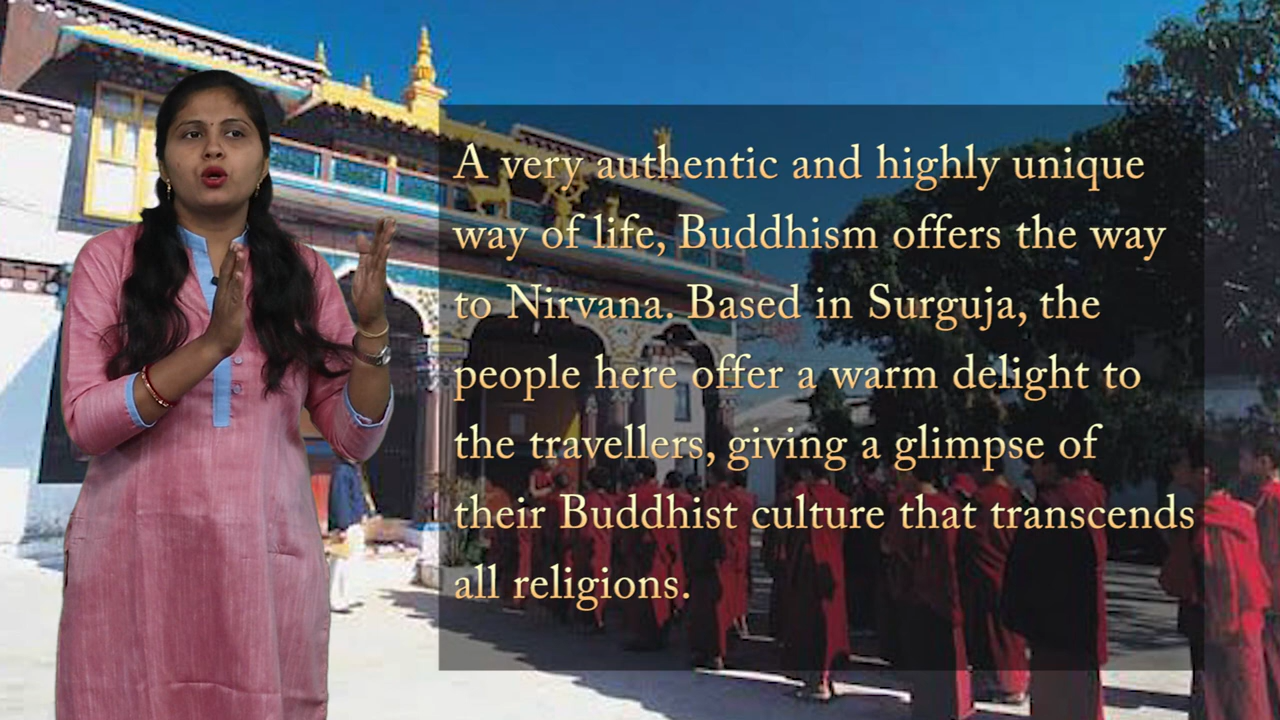 A very authentic and highly unique
way of life, Buddhism offers the way
to Nirvana. Based in Surguja, the
people here offer a warm delight to
the travellers, giving a glimpse of
their Buddhist culture that transcends
all religions.